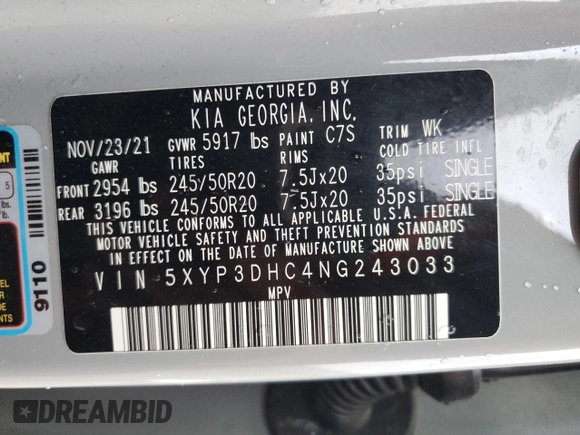 MANUFACTURED BY
KIA GEORGIA, INC.
NOV/23/21 GVWR 5917 lbs PAINT C7S TRIM WK
GAWR TIRES RIMS COLD TIRE INFL
FRONT 2954 lbs 245/50R20 7.5Jx20 35psi SINGLE
REAR 3196 lbs 245/50R20 7.5Jx20 35psi SINGLE
THIS VEHICLE CONFORMS TO ALL APPLICABLE U.S.A. FEDERAL
MOTOR VEHICLE SAFETY AND THEFT PREVENTION STANDARDS
IN EFFECT ON THE DATE OF MANUFACTURE SHOWN ABOVE.
VIN 5XYP3DHC4NG243033
MPV
5
9110
DREAMBID